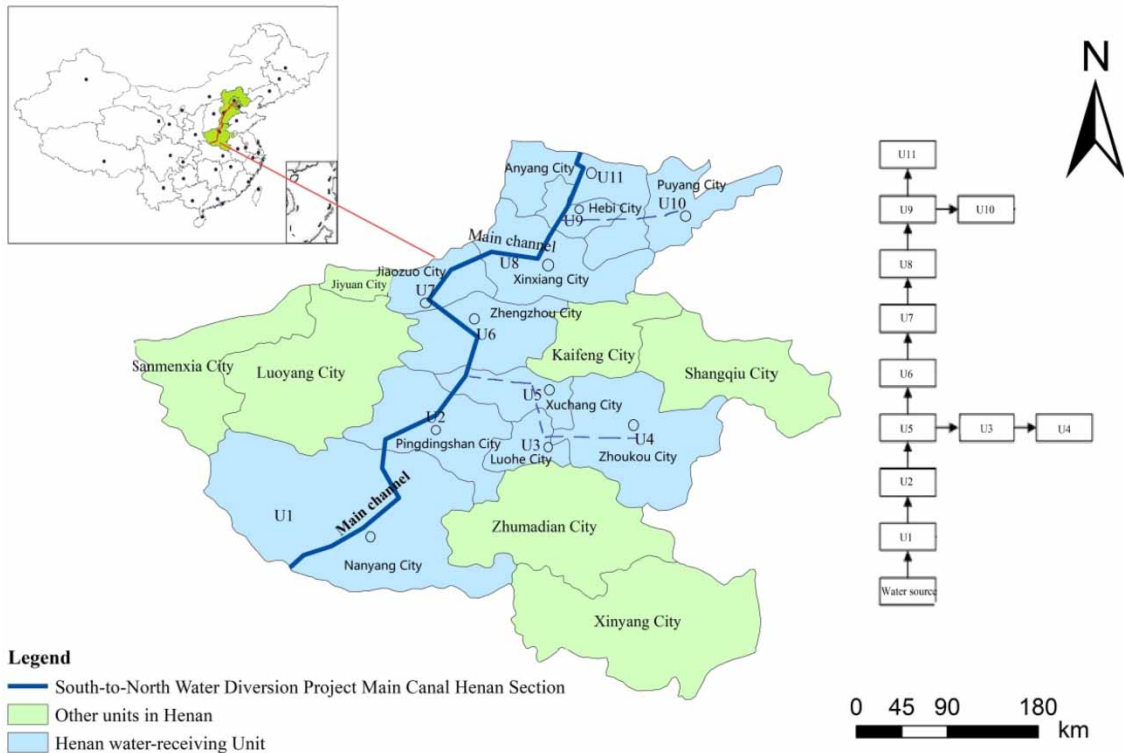 N
Anyang City
U11
Puyang City
U10
Hebi City
U9
Main channel
U8
Xinxiang City
Jiaozuo City
Jiyuan City
U7
Zhengzhou City
U6
Sanmenxia City
Luoyang City
Kaifeng City
Shangqiu City
U5
Xuchang City
U2
Pingdingshan City
U3
Luohe City
U4
Zhoukou City
U1
Main channel
Nanyang City
Zhumadian City
Xinyang City
U11
U9
U10
U8
U7
U6
U5
U3
U4
U2
U1
Water source
Legend
South-to-North Water Diversion Project Main Canal Henan Section
Other units in Henan
Henan water-receiving Unit
0 45 90 180
km